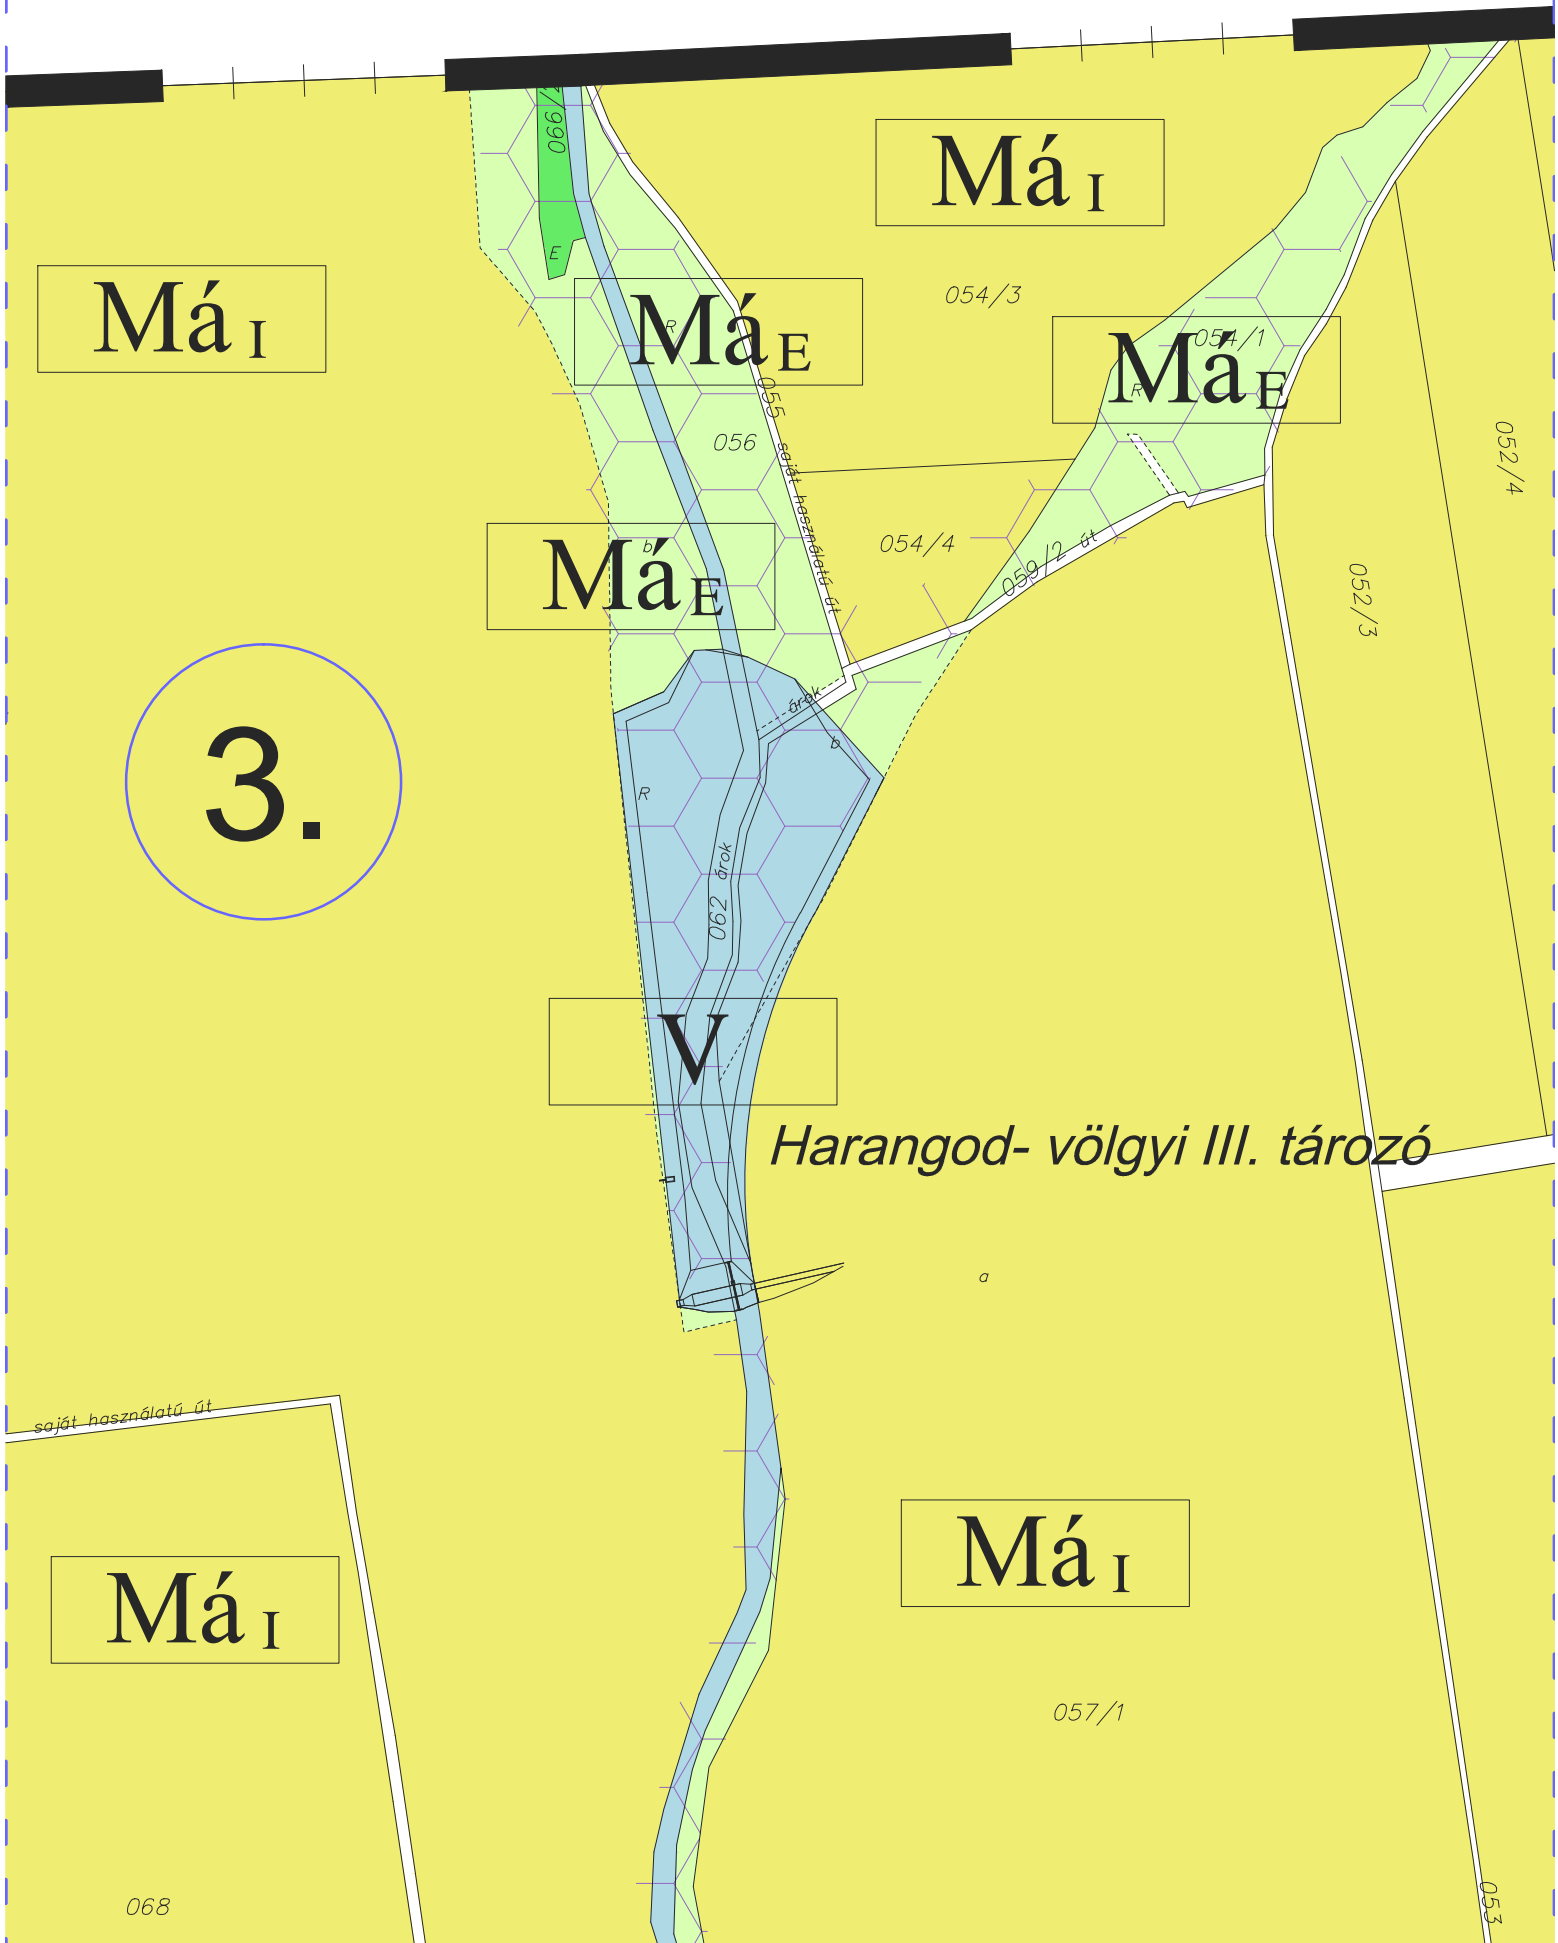 066/2
Má I
E
Má I
Má E
R
054/3
054/1
Má E
R
055 saját használatú út
056
052/4
Má E
b
054/4
059/2 út
052/3
árok
b
3.
R
062 árok
V
Harangod- völgyi III. tározó
a
saját használatú út
Má I
Má I
057/1
068
053